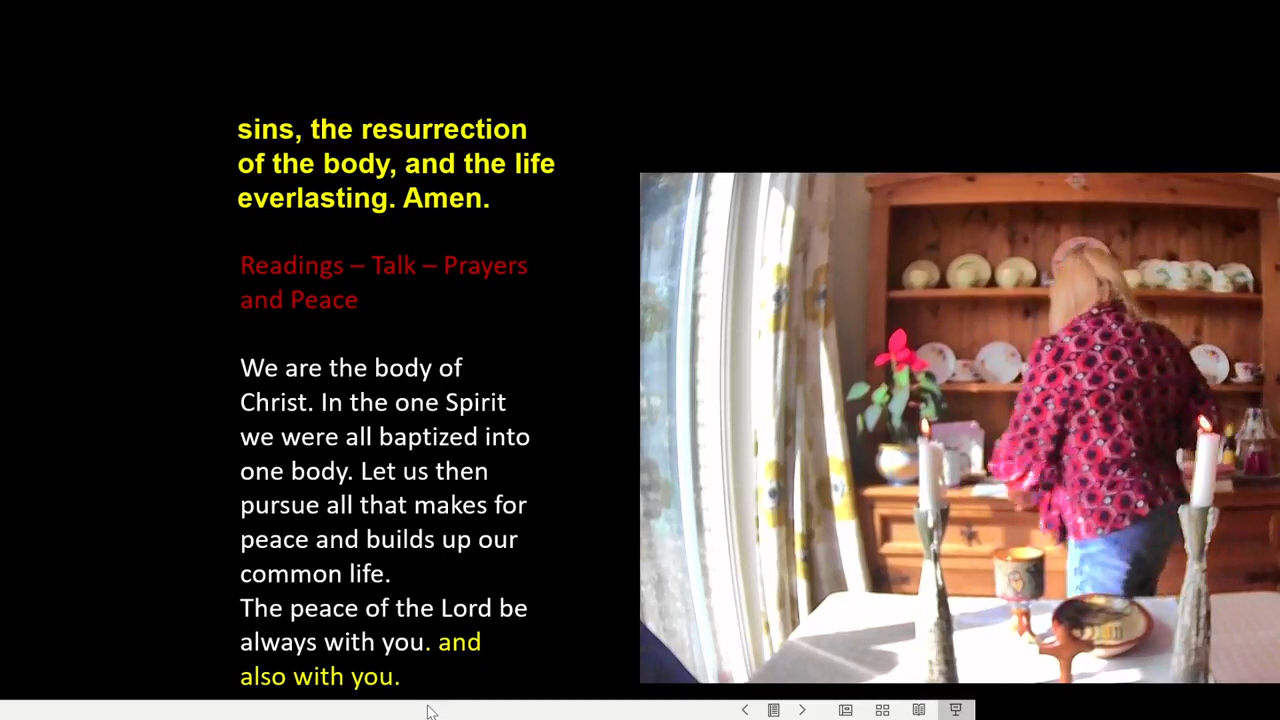 sins, the resurrection
of the body, and the life
everlasting. Amen.
Readings – Talk – Prayers
and Peace
We are the body of
Christ. In the one Spirit
we were all baptized into
one body. Let us then
pursue all that makes for
peace and builds up our
common life.
The peace of the Lord be
always with you. and
also with you.